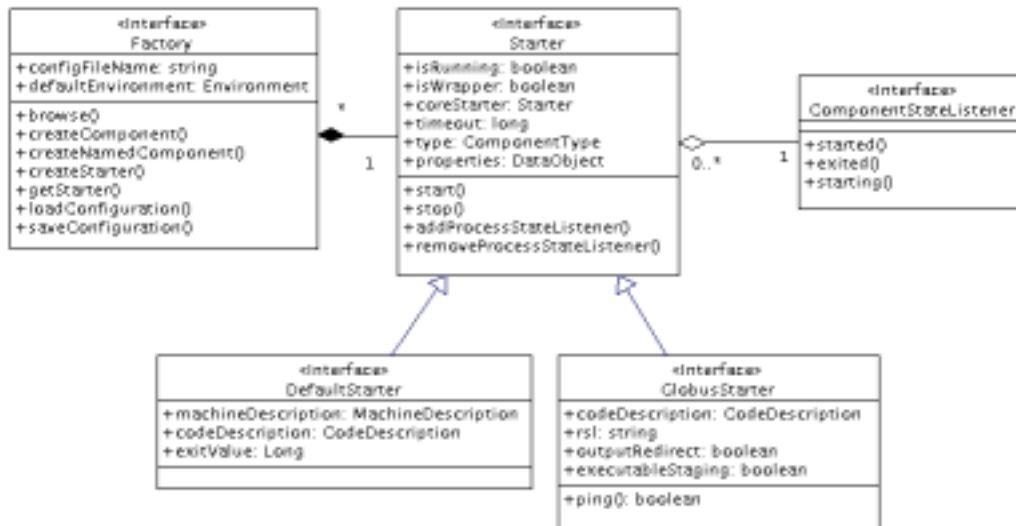 «Interface»
Factory
+configFileName: string
+defaultEnvironment: Environment
+browse()
+createComponent()
+createNamedComponent()
+createStarter()
+getStarter()
+loadConfiguration()
+saveConfiguration()
*
1
«Interface»
Starter
+isRunning: boolean
+isWrapper: boolean
+coreStarter: Starter
+timeout: long
+type: ComponentType
+properties: DataObject
+start()
+stop()
+addProcessStateListener()
+removeProcessStateListener()
0..*
1
«Interface»
ComponentStateListener
+started()
+exited()
+starting()
«Interface»
DefaultStarter
+machineDescription: MachineDescription
+codeDescription: CodeDescription
+exitValue: Long
«Interface»
GlobusStarter
+codeDescription: CodeDescription
+rsl: string
+outputRedirect: boolean
+executableStaging: boolean
+ping(): boolean